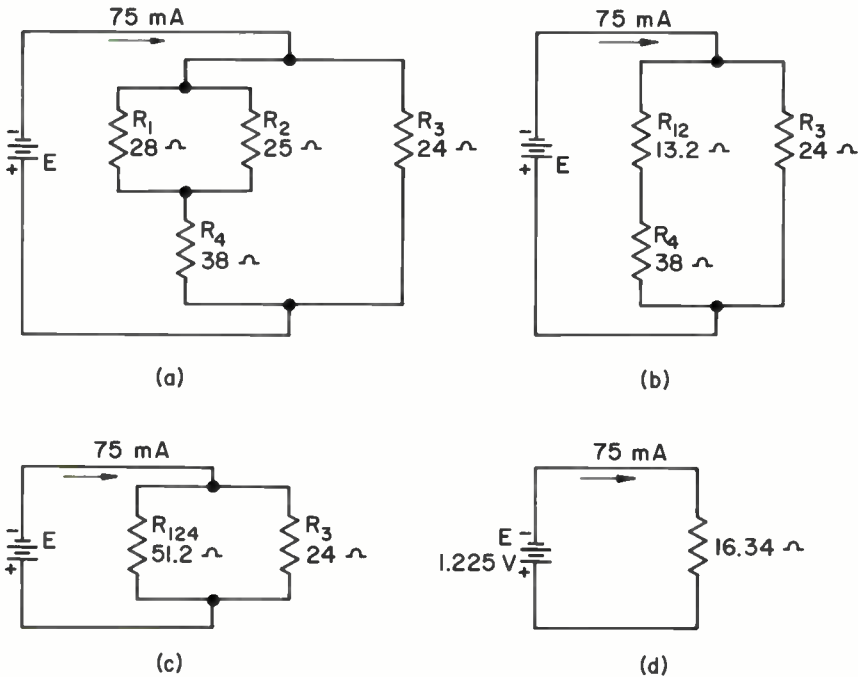 75 mA
- + E
R1 28 Ω
R2 25 Ω
R3 24 Ω
R4 38 Ω
(a)
75 mA
- + E
R12 13.2 Ω
R3 24 Ω
R4 38 Ω
(b)
75 mA
- + E
R124 51.2 Ω
R3 24 Ω
(c)
75 mA
E -
1.225 V +
16.34 Ω
(d)